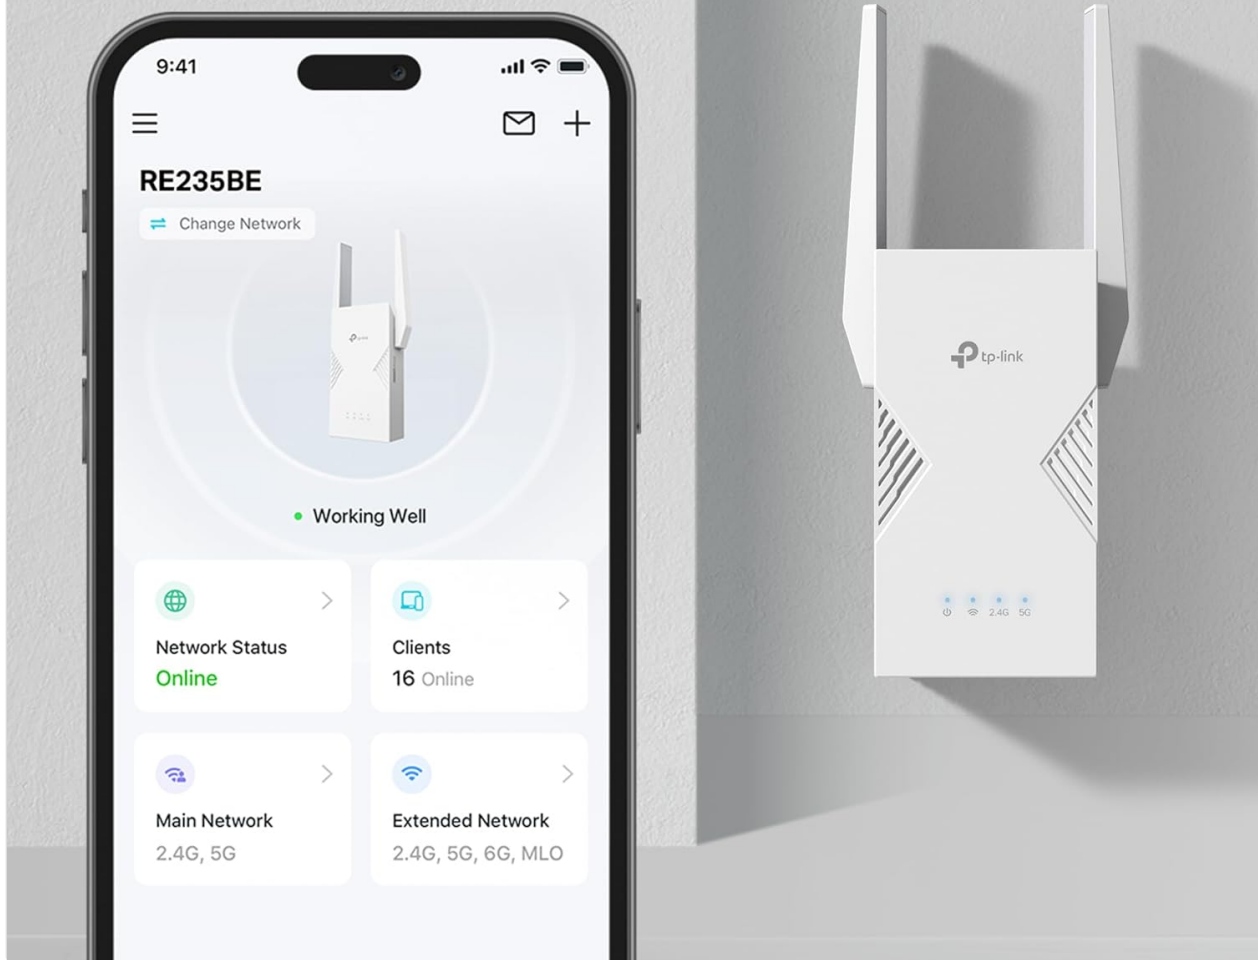 9:41
RE235BE
Change Network
Working Well
Network Status
Online
Clients
16 Online
Main Network
2.4G, 5G
Extended Network
2.4G, 5G, 6G, MLO
tp-link
2.4G 5G